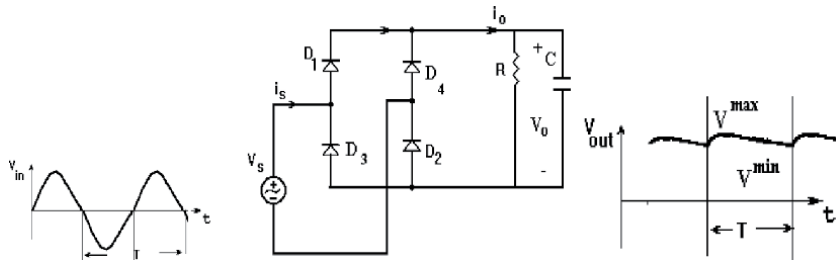 V in
t
T
i s
V s
D 1
D 3
D 4
D 2
i o
R
+
C
V o
-
V out
V max
V min
T
t